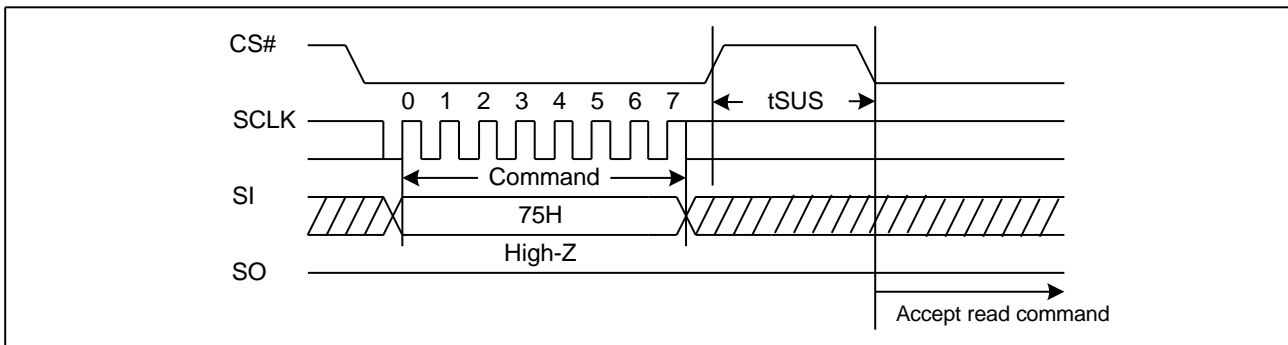 CS#
tSUS
0 1 2 3 4 5 6 7
SCLK
Command
SI
75H
High-Z
SO
Accept read command